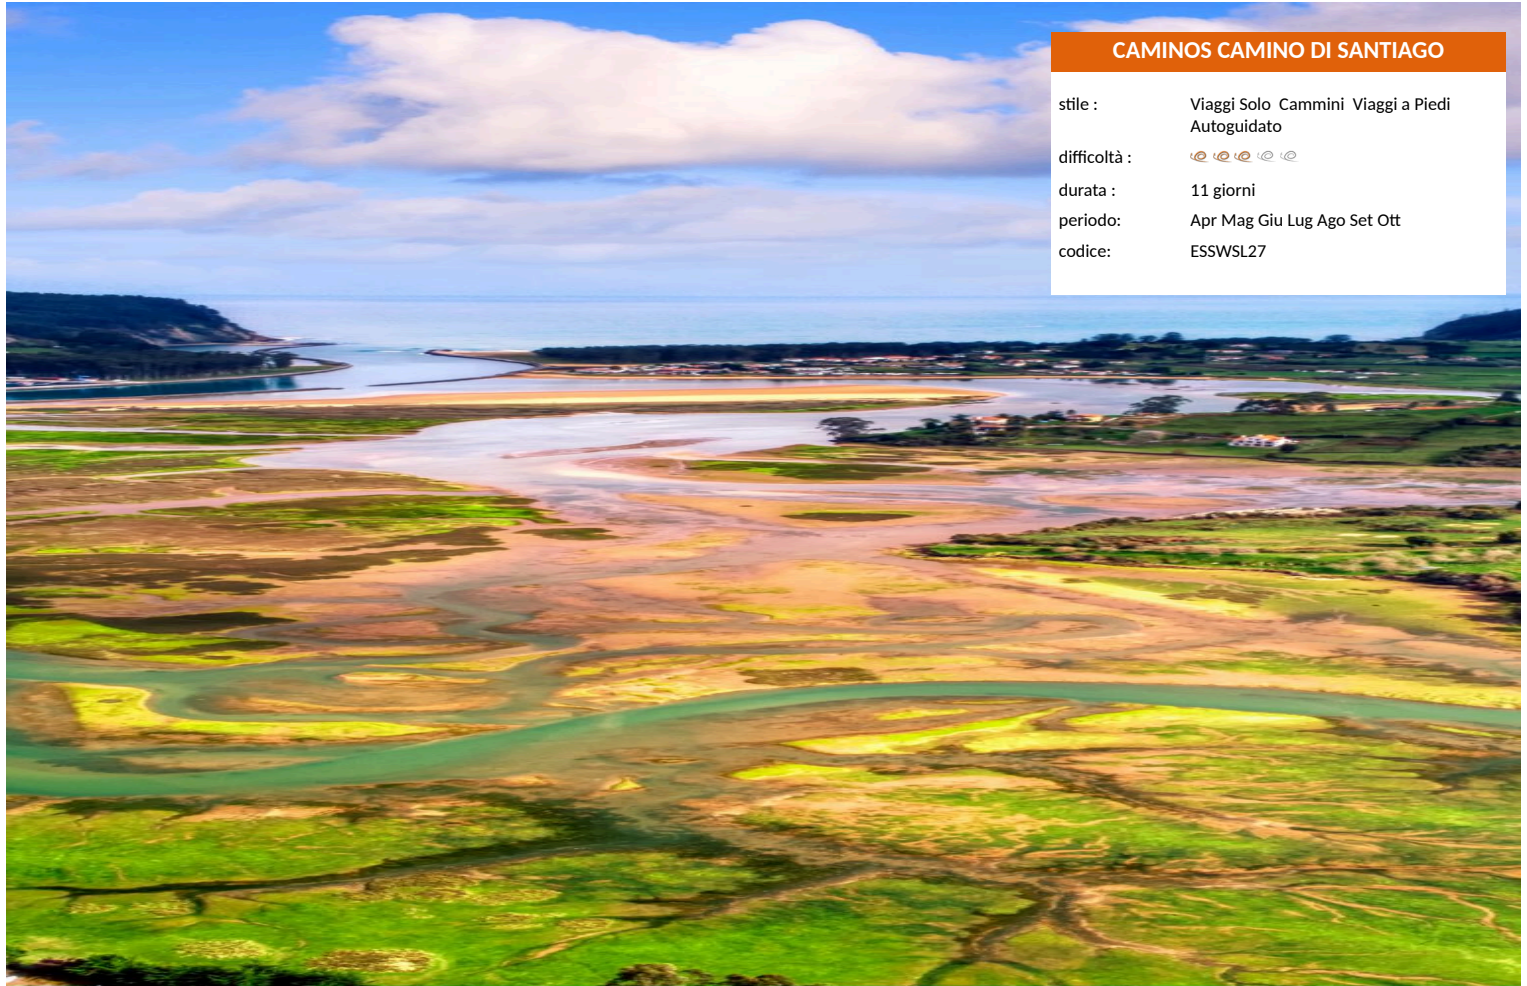 CAMINOS CAMINO DI SANTIAGO
stile : Viaggi Solo Cammini Viaggi a Piedi
Autoguidato
difficoltà :
durata : 11 giorni
periodo: Apr Mag Giu Lug Ago Set Ott
codice: ESSWSL27